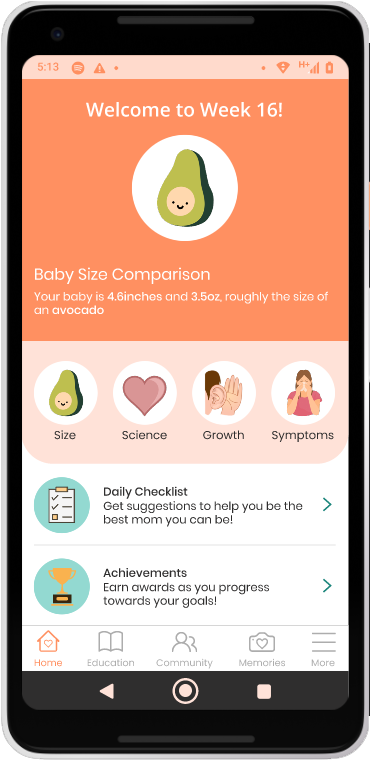 5:13
H+
Welcome to Week 16!
Baby Size Comparison
Your baby is 4.6inches and 3.5oz, roughly the size of
an avocado
Size Science Growth Symptoms
Daily Checklist
Get suggestions to help you be the
best mom you can be!
Achievements
Earn awards as you progress
towards your goals!
Home Education Community Memories More